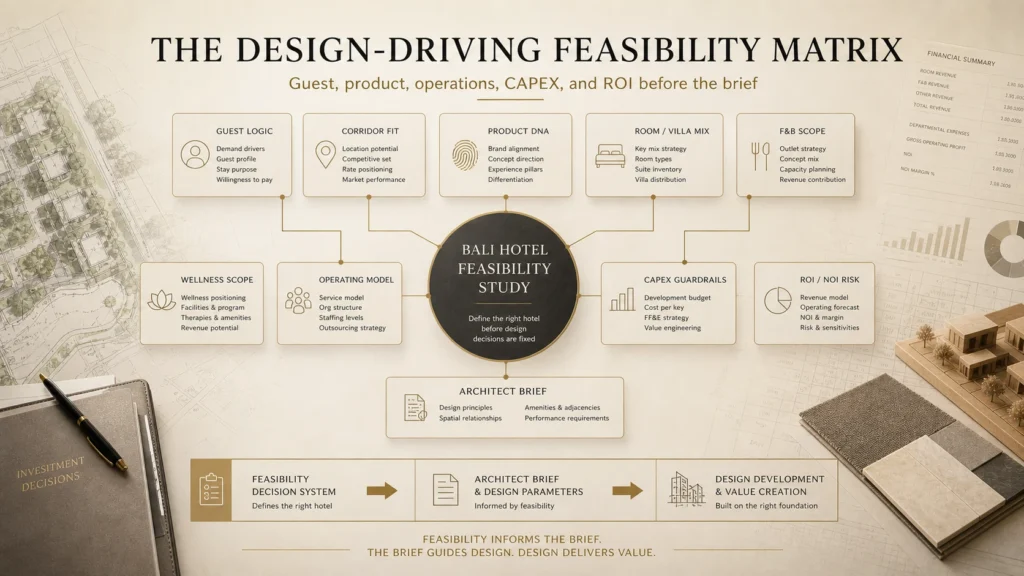 THE DESIGN-DRIVING FEASIBILITY MATRIX
Guest, product, operations, CAPEX, and ROI before the brief
FINANCIAL SUMMARY
ROOM REVENUE
F&B REVENUE
OTHER REVENUE
TOTAL REVENUE
DEPARTMENTAL EXPENSES
GROSS OPERATING PROFIT
NOI
NOI MARGIN %
GUEST LOGIC
Demand drivers
Guest profile
Stay purpose
Willingness to pay
CORRIDOR FIT
Location potential
Competitive set
Rate positioning
Market performance
PRODUCT DNA
Brand alignment
Concept direction
Experience pillars
Differentiation
ROOM / VILLA MIX
Key mix strategy
Room types
Suite inventory
Villa distribution
F&B SCOPE
Outlet strategy
Concept mix
Capacity planning
Revenue contribution
BALI HOTEL
FEASIBILITY
STUDY
Define the right hotel
before design
decisions are fixed
WELLNESS SCOPE
Wellness positioning
Facilities & program
Therapies & amenities
Revenue potential
OPERATING MODEL
Service model
Org structure
Staffing levels
Outsourcing strategy
CAPEX GUARDRAILS
Development budget
Cost per key
FF&E strategy
Value engineering
ROI / NOI RISK
Revenue model
Operating forecast
NOI & margin
Risk & sensitivities
ARCHITECT BRIEF
Design principles
Spatial relationships
Amenities & adjacencies
Performance requirements
INVESTMENT
DECISIONS
FEASIBILITY
DECISION SYSTEM
Defines the right hotel
ARCHITECT BRIEF
& DESIGN PARAMETERS
Informed by feasibility
DESIGN DEVELOPMENT
& VALUE CREATION
Built on the right foundation
FEASIBILITY INFORMS THE BRIEF.
THE BRIEF GUIDES DESIGN. DESIGN DELIVERS VALUE.